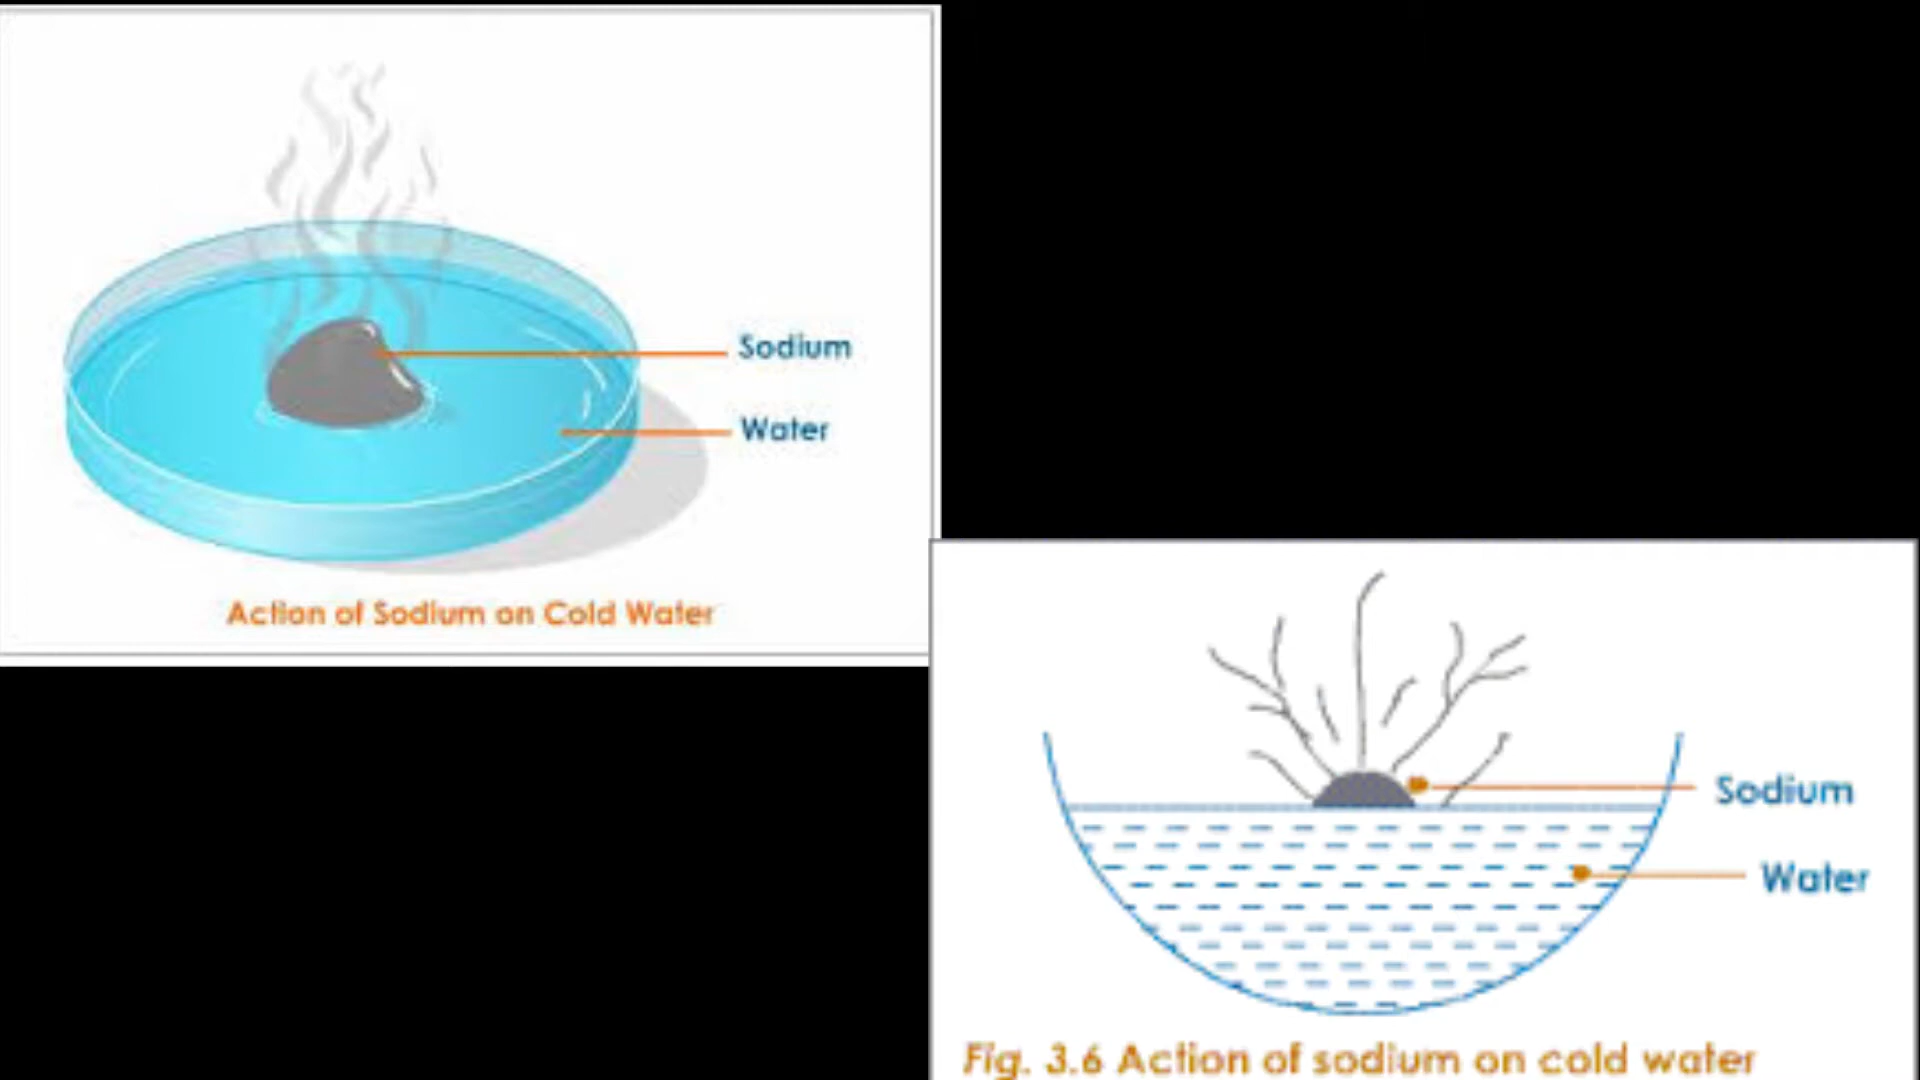 Sodium
Water
Action of Sodium on Cold Water
Sodium
Water
Fig. 3.6 Action of sodium on cold water